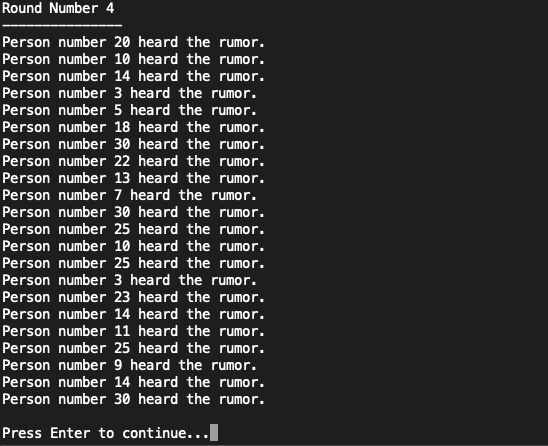 Round Number 4
---------------
Person number 20 heard the rumor.
Person number 10 heard the rumor.
Person number 14 heard the rumor.
Person number 3 heard the rumor.
Person number 5 heard the rumor.
Person number 18 heard the rumor.
Person number 30 heard the rumor.
Person number 22 heard the rumor.
Person number 13 heard the rumor.
Person number 7 heard the rumor.
Person number 30 heard the rumor.
Person number 25 heard the rumor.
Person number 10 heard the rumor.
Person number 25 heard the rumor.
Person number 3 heard the rumor.
Person number 23 heard the rumor.
Person number 14 heard the rumor.
Person number 11 heard the rumor.
Person number 25 heard the rumor.
Person number 9 heard the rumor.
Person number 14 heard the rumor.
Person number 30 heard the rumor.
Press Enter to continue...